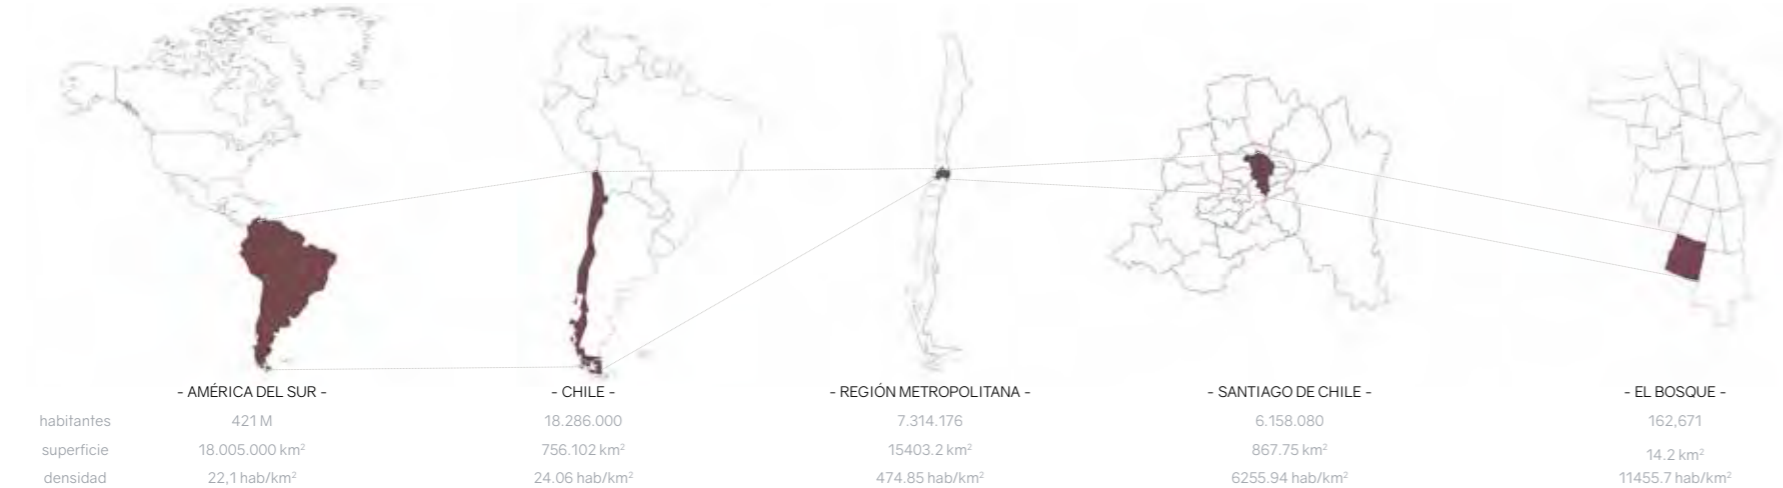 - AMÉRICA DEL SUR - - CHILE - - REGIÓN METROPOLITANA - - SANTIAGO DE CHILE - - EL BOSQUE -
habitantes 421 M 18.286.000 7.314.176 6.158.080 162,671
superficie 18.005.000 km² 756.102 km² 15403.2 km² 867.75 km² 14.2 km²
densidad 22,1 hab/km² 24.06 hab/km² 474.85 hab/km² 6255.94 hab/km² 11455.7 hab/km²